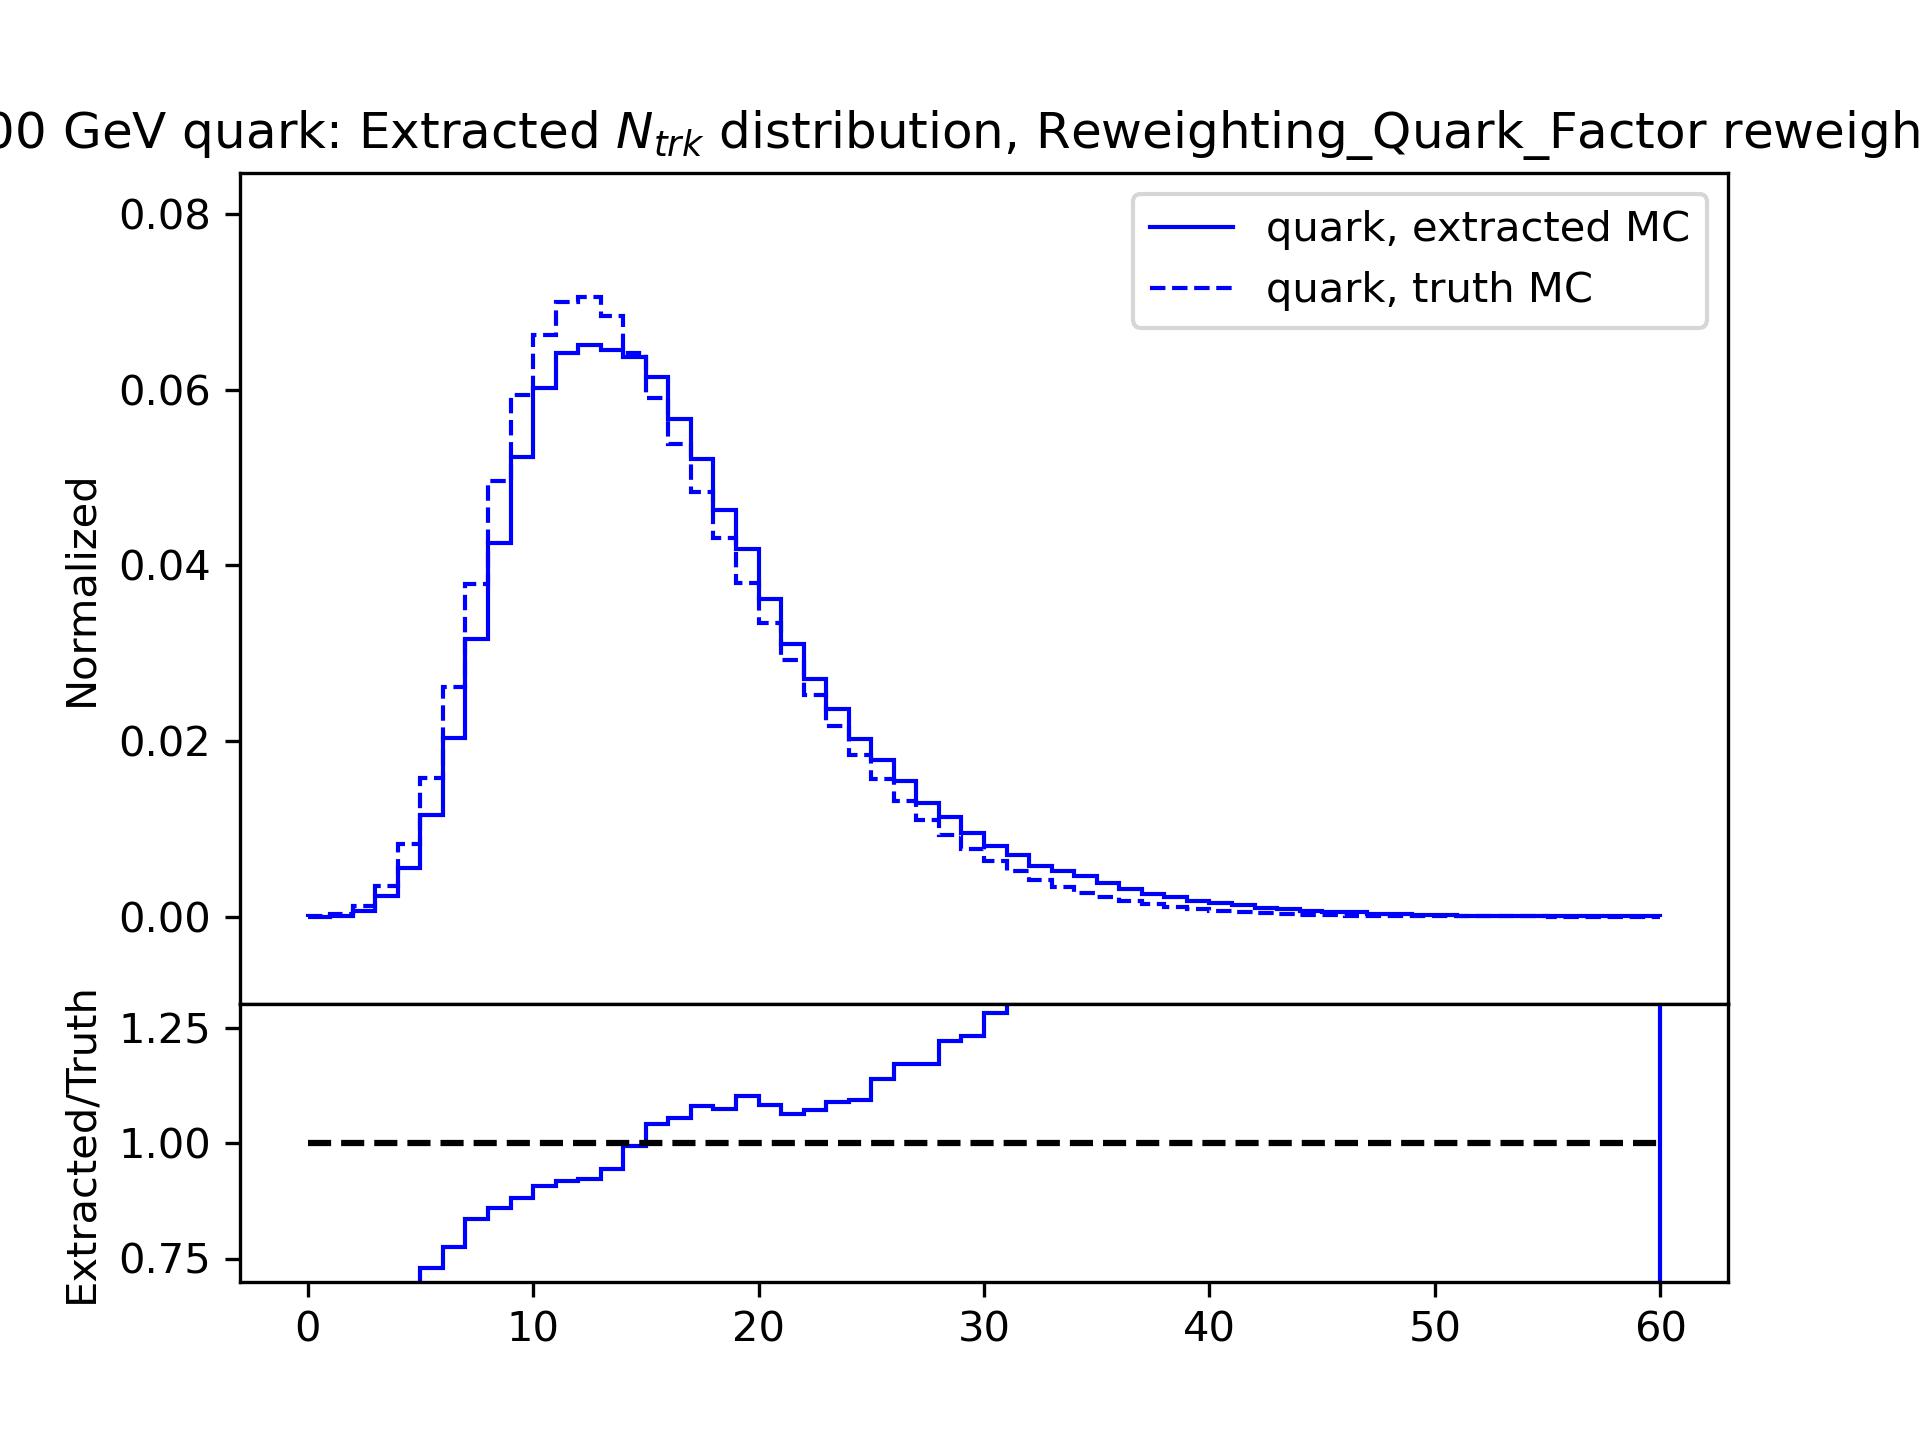 00 GeV quark: Extracted N_trk distribution, Reweighting_Quark_Factor reweigh
quark, extracted MC
quark, truth MC
Normalized
0.08
0.06
0.04
0.02
0.00
Extracted/Truth
1.25
1.00
0.75
0 10 20 30 40 50 60